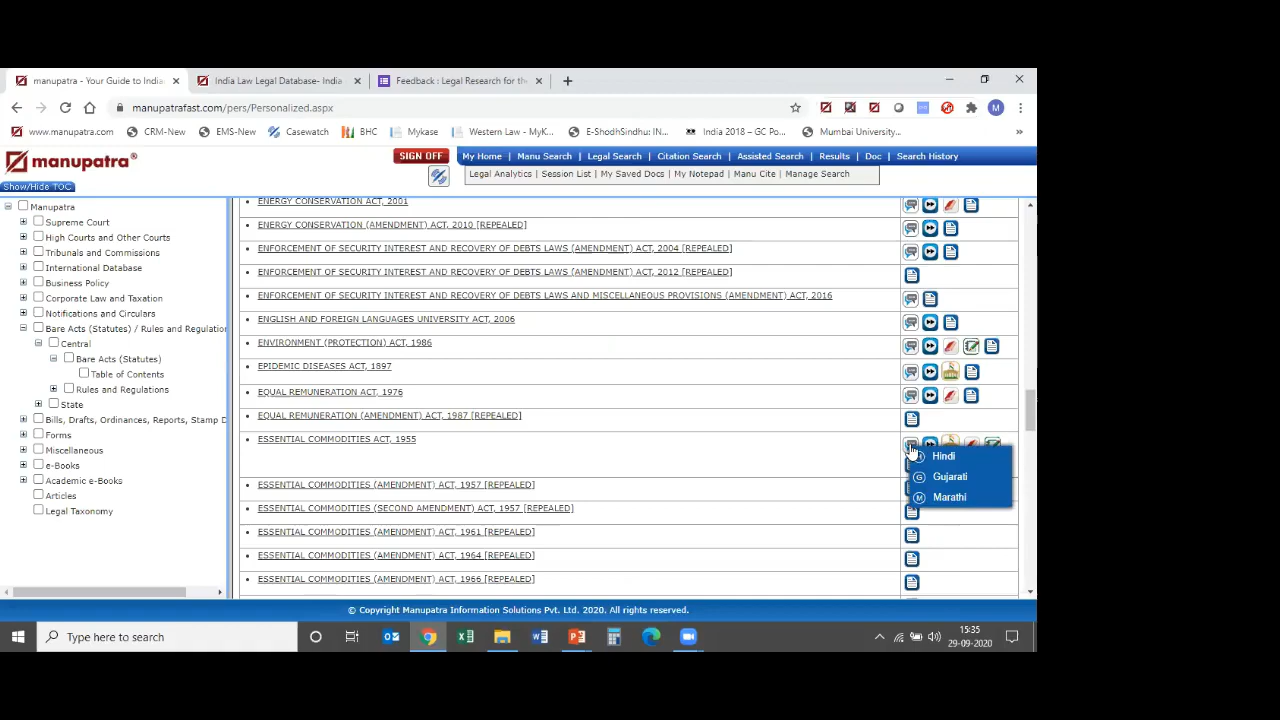 manupatra - Your Guide to India
India Law Legal Database- India
Feedback : Legal Research for th
manupatrafast.com/pers/Personalized.aspx
M
www.manupatra.com
CRM-New
EMS-New
Casewatch
BHC
Mykase
Western Law - MyK...
E-ShodhSindhu: IN...
India 2018 – GC Po...
Mumbai University...
manupatra®
SIGN OFF
My Home | Manu Search | Legal Search | Citation Search | Assisted Search | Results | Doc | Search History
Legal Analytics | Session List | My Saved Docs | My Notepad | Manu Cite | Manage Search
Show/Hide TOC
Manupatra
Supreme Court
High Courts and Other Courts
Tribunals and Commissions
International Database
Business Policy
Corporate Law and Taxation
Notifications and Circulars
Bare Acts (Statutes) / Rules and Regulation
Central
Bare Acts (Statutes)
Table of Contents
Rules and Regulations
State
Bills, Drafts, Ordinances, Reports, Stamp D
Forms
Miscellaneous
e-Books
Academic e-Books
Articles
Legal Taxonomy
ENERGY CONSERVATION ACT, 2001
ENERGY CONSERVATION (AMENDMENT) ACT, 2010 [REPEALED]
ENFORCEMENT OF SECURITY INTEREST AND RECOVERY OF DEBTS LAWS (AMENDMENT) ACT, 2004 [REPEALED]
ENFORCEMENT OF SECURITY INTEREST AND RECOVERY OF DEBTS LAWS (AMENDMENT) ACT, 2012 [REPEALED]
ENFORCEMENT OF SECURITY INTEREST AND RECOVERY OF DEBTS LAWS AND MISCELLANEOUS PROVISIONS (AMENDMENT) ACT, 2016
ENGLISH AND FOREIGN LANGUAGES UNIVERSITY ACT, 2006
ENVIRONMENT (PROTECTION) ACT, 1986
EPIDEMIC DISEASES ACT, 1897
EQUAL REMUNERATION ACT, 1976
EQUAL REMUNERATION (AMENDMENT) ACT, 1987 [REPEALED]
ESSENTIAL COMMODITIES ACT, 1955
Hindi
G Gujarati
M Marathi
ESSENTIAL COMMODITIES (AMENDMENT) ACT, 1957 [REPEALED]
ESSENTIAL COMMODITIES (SECOND AMENDMENT) ACT, 1957 [REPEALED]
ESSENTIAL COMMODITIES (AMENDMENT) ACT, 1961 [REPEALED]
ESSENTIAL COMMODITIES (AMENDMENT) ACT, 1964 [REPEALED]
ESSENTIAL COMMODITIES (AMENDMENT) ACT, 1966 [REPEALED]
© Copyright Manupatra Information Solutions Pvt. Ltd. 2020. All rights reserved.
Type here to search
15:35
29-09-2020